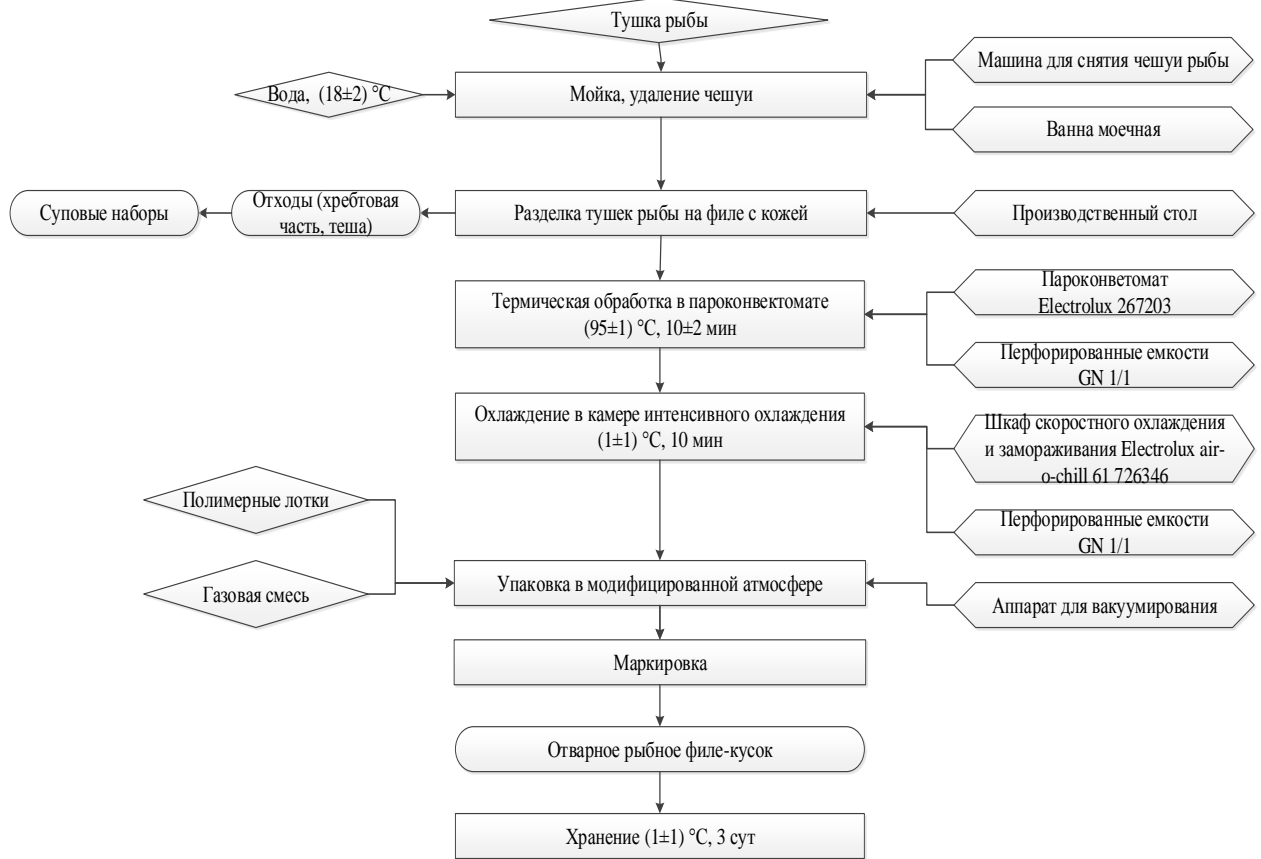 Тушка рыбы
Машина для снятия чешуи рыбы
Вода, (18±2) °C
Мойка, удаление чешуи
Ванна моечная
Суповые наборы
Отходы (хребтовая
часть, теша)
Разделка тушек рыбы на филе с кожей
Производственный стол
Термическая обработка в пароконвектомате
(95±1) °C, 10±2 мин
Пароконветомат
Electrolux 267203
Перфорированные емкости
GN 1/1
Охлаждение в камере интенсивного охлаждения
(1±1) °C, 10 мин
Шкаф скоростного охлаждения
и замораживания Electrolux air-
o-chill 61 726346
Перфорированные емкости
GN 1/1
Полимерные лотки
Газовая смесь
Упаковка в модифицированной атмосфере
Аппарат для вакуумирования
Маркировка
Отварное рыбное филе-кусок
Хранение (1±1) °C, 3 сут